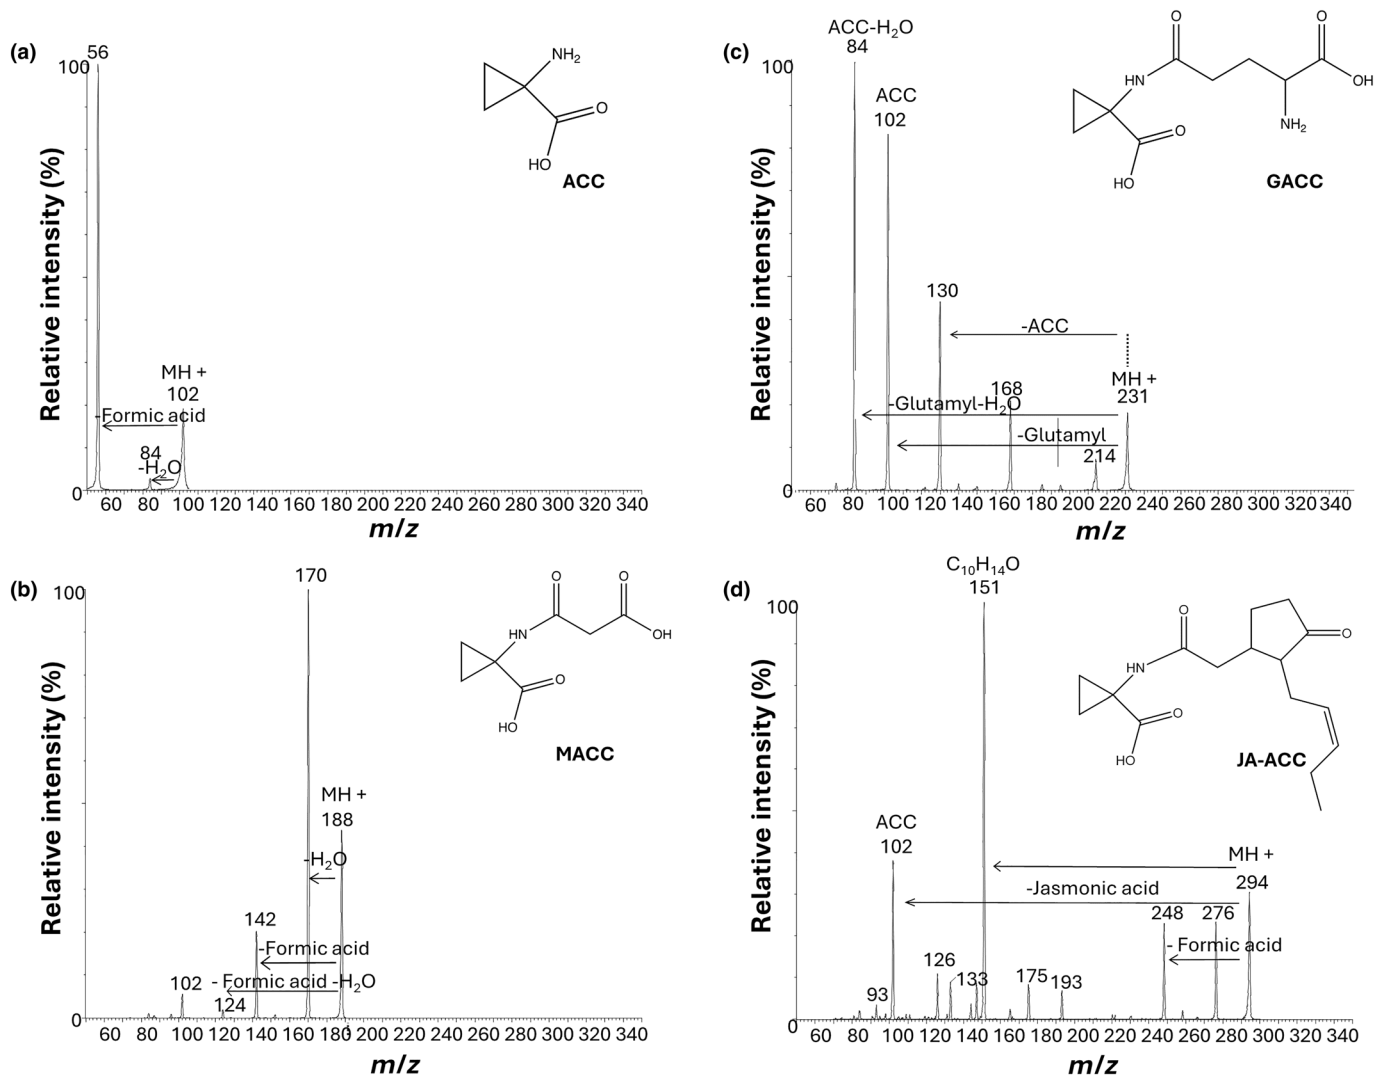 (a)
56
100
Relative intensity (%)
NH₂
O
HO
ACC
MH +
102
-Formic acid
84
-H₂O
0
60 80 100 120 140 160 180 200 220 240 260 280 300 320 340
m/z
(c)
ACC-H₂O
84
100
ACC
102
Relative intensity (%)
O
O
HN
OH
NH₂
O
HO
GACC
130
-ACC
MH +
231
168
-Glutamyl-H₂O
-Glutamyl
214
0
60 80 100 120 140 160 180 200 220 240 260 280 300 320 340
m/z
(b)
170
100
Relative intensity (%)
O
O
HN
OH
O
HO
MACC
MH +
188
-H₂O
142
-Formic acid
102
- Formic acid -H₂O
124
0
60 80 100 120 140 160 180 200 220 240 260 280 300 320 340
m/z
(d)
C₁₀H₁₄O
151
100
Relative intensity (%)
O
O
HN
O
HO
JA-ACC
ACC
102
MH +
294
-Jasmonic acid
248
276
- Formic acid
126
133
175
193
93
0
60 80 100 120 140 160 180 200 220 240 260 280 300 320 340
m/z